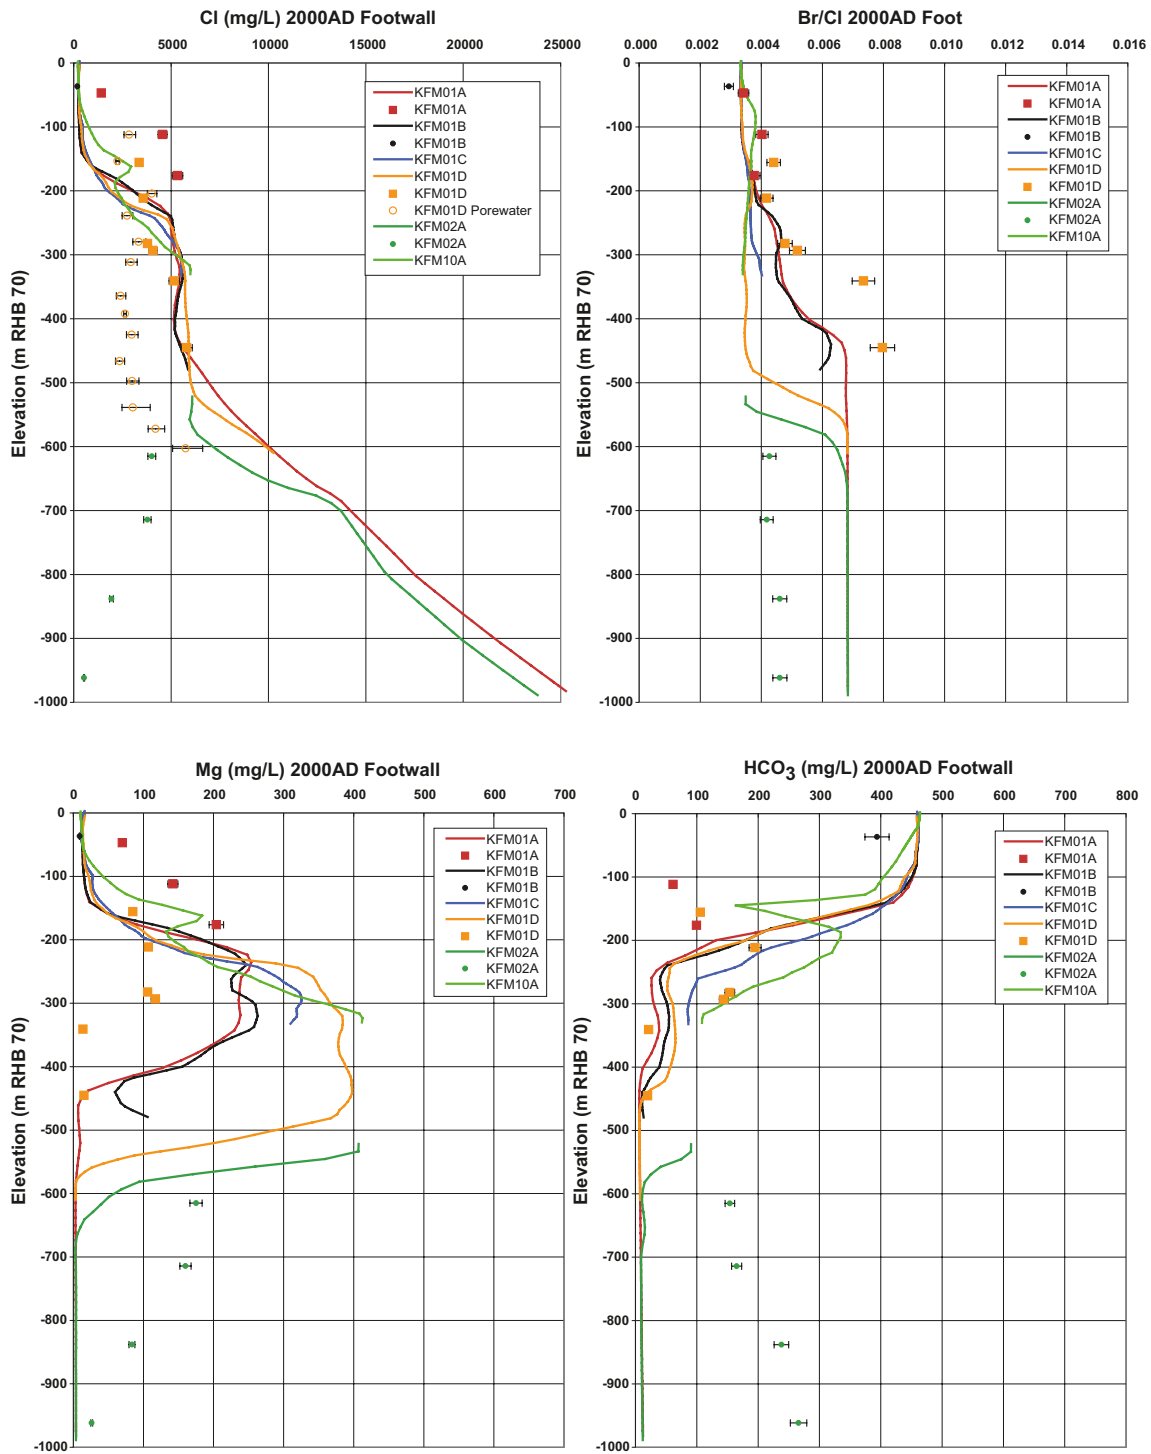 Cl (mg/L) 2000AD Footwall
0 5000 10000 15000 20000 25000
0
-100
-200
-300
-400
-500
-600
-700
-800
-900
-1000
Elevation (m RHB 70)
KFM01A
KFM01A
KFM01B
KFM01B
KFM01C
KFM01D
KFM01D
KFM01D Porewater
KFM02A
KFM02A
KFM10A
Br/Cl 2000AD Foot
0.000 0.002 0.004 0.006 0.008 0.010 0.012 0.014 0.016
0
-100
-200
-300
-400
-500
-600
-700
-800
-900
-1000
Elevation (m RHB 70)
KFM01A
KFM01A
KFM01B
KFM01B
KFM01C
KFM01D
KFM01D
KFM02A
KFM02A
KFM10A
Mg (mg/L) 2000AD Footwall
0 100 200 300 400 500 600 700
0
-100
-200
-300
-400
-500
-600
-700
-800
-900
-1000
Elevation (m RHB 70)
KFM01A
KFM01A
KFM01B
KFM01B
KFM01C
KFM01D
KFM01D
KFM02A
KFM02A
KFM10A
HCO3 (mg/L) 2000AD Footwall
0 100 200 300 400 500 600 700 800
0
-100
-200
-300
-400
-500
-600
-700
-800
-900
-1000
Elevation (m RHB 70)
KFM01A
KFM01A
KFM01B
KFM01B
KFM01C
KFM01D
KFM01D
KFM02A
KFM02A
KFM10A